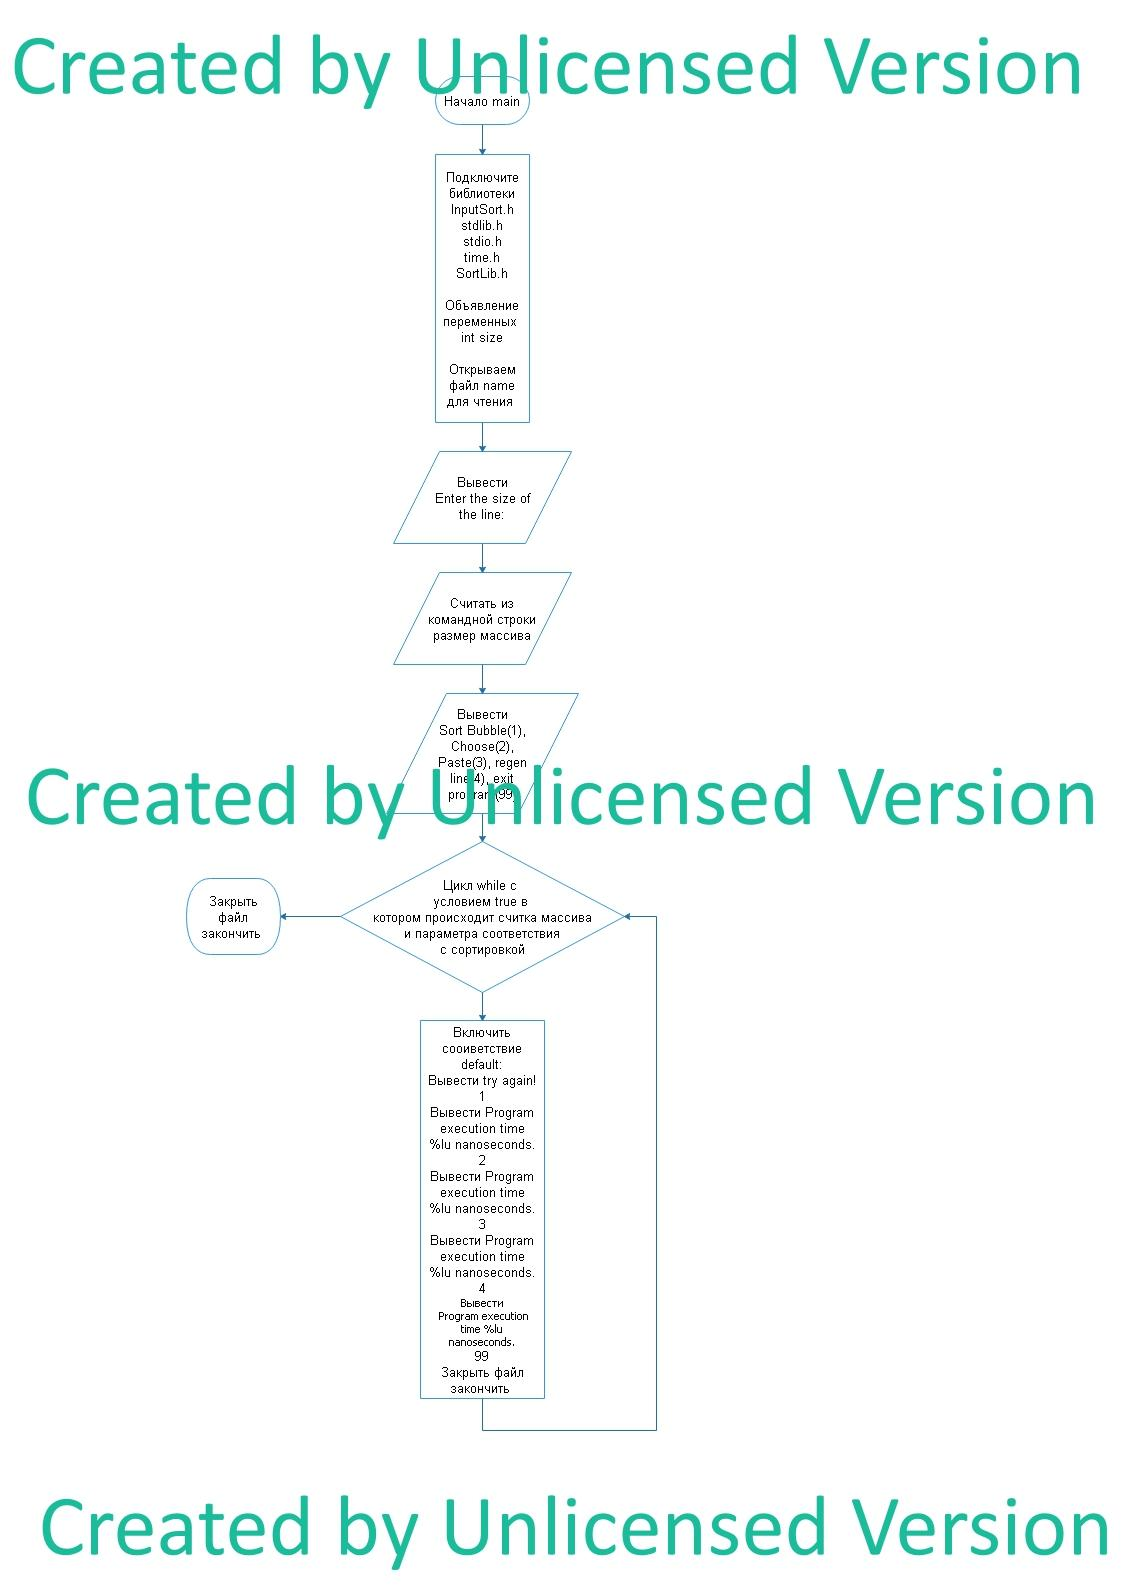 Created by Unlicensed Version
Начало main
Подключите
библиотеки
InputSort.h
stdlib.h
stdio.h
time.h
SortLib.h
Объявление
переменных
int size
Открываем
файл name
для чтения
Вывести
Enter the size of
the line:
Считать из
командной строки
размер массива
Вывести
Sort Bubble(1),
Choose(2),
Paste(3), regen
line(4), exit
program(99)
Created by Unlicensed Version
Цикл while с
условием true в
котором происходит считка массива
и параметра соответствия
с сортировкой
Закрыть
файл
закончить
Включить
сооиветствие
default:
Вывести try again!
1
Вывести Program
execution time
%lu nanoseconds.
2
Вывести Program
execution time
%lu nanoseconds.
3
Вывести Program
execution time
%lu nanoseconds.
4
Вывести
Program execution
time %lu
nanoseconds.
99
Закрыть файл
закончить
Created by Unlicensed Version